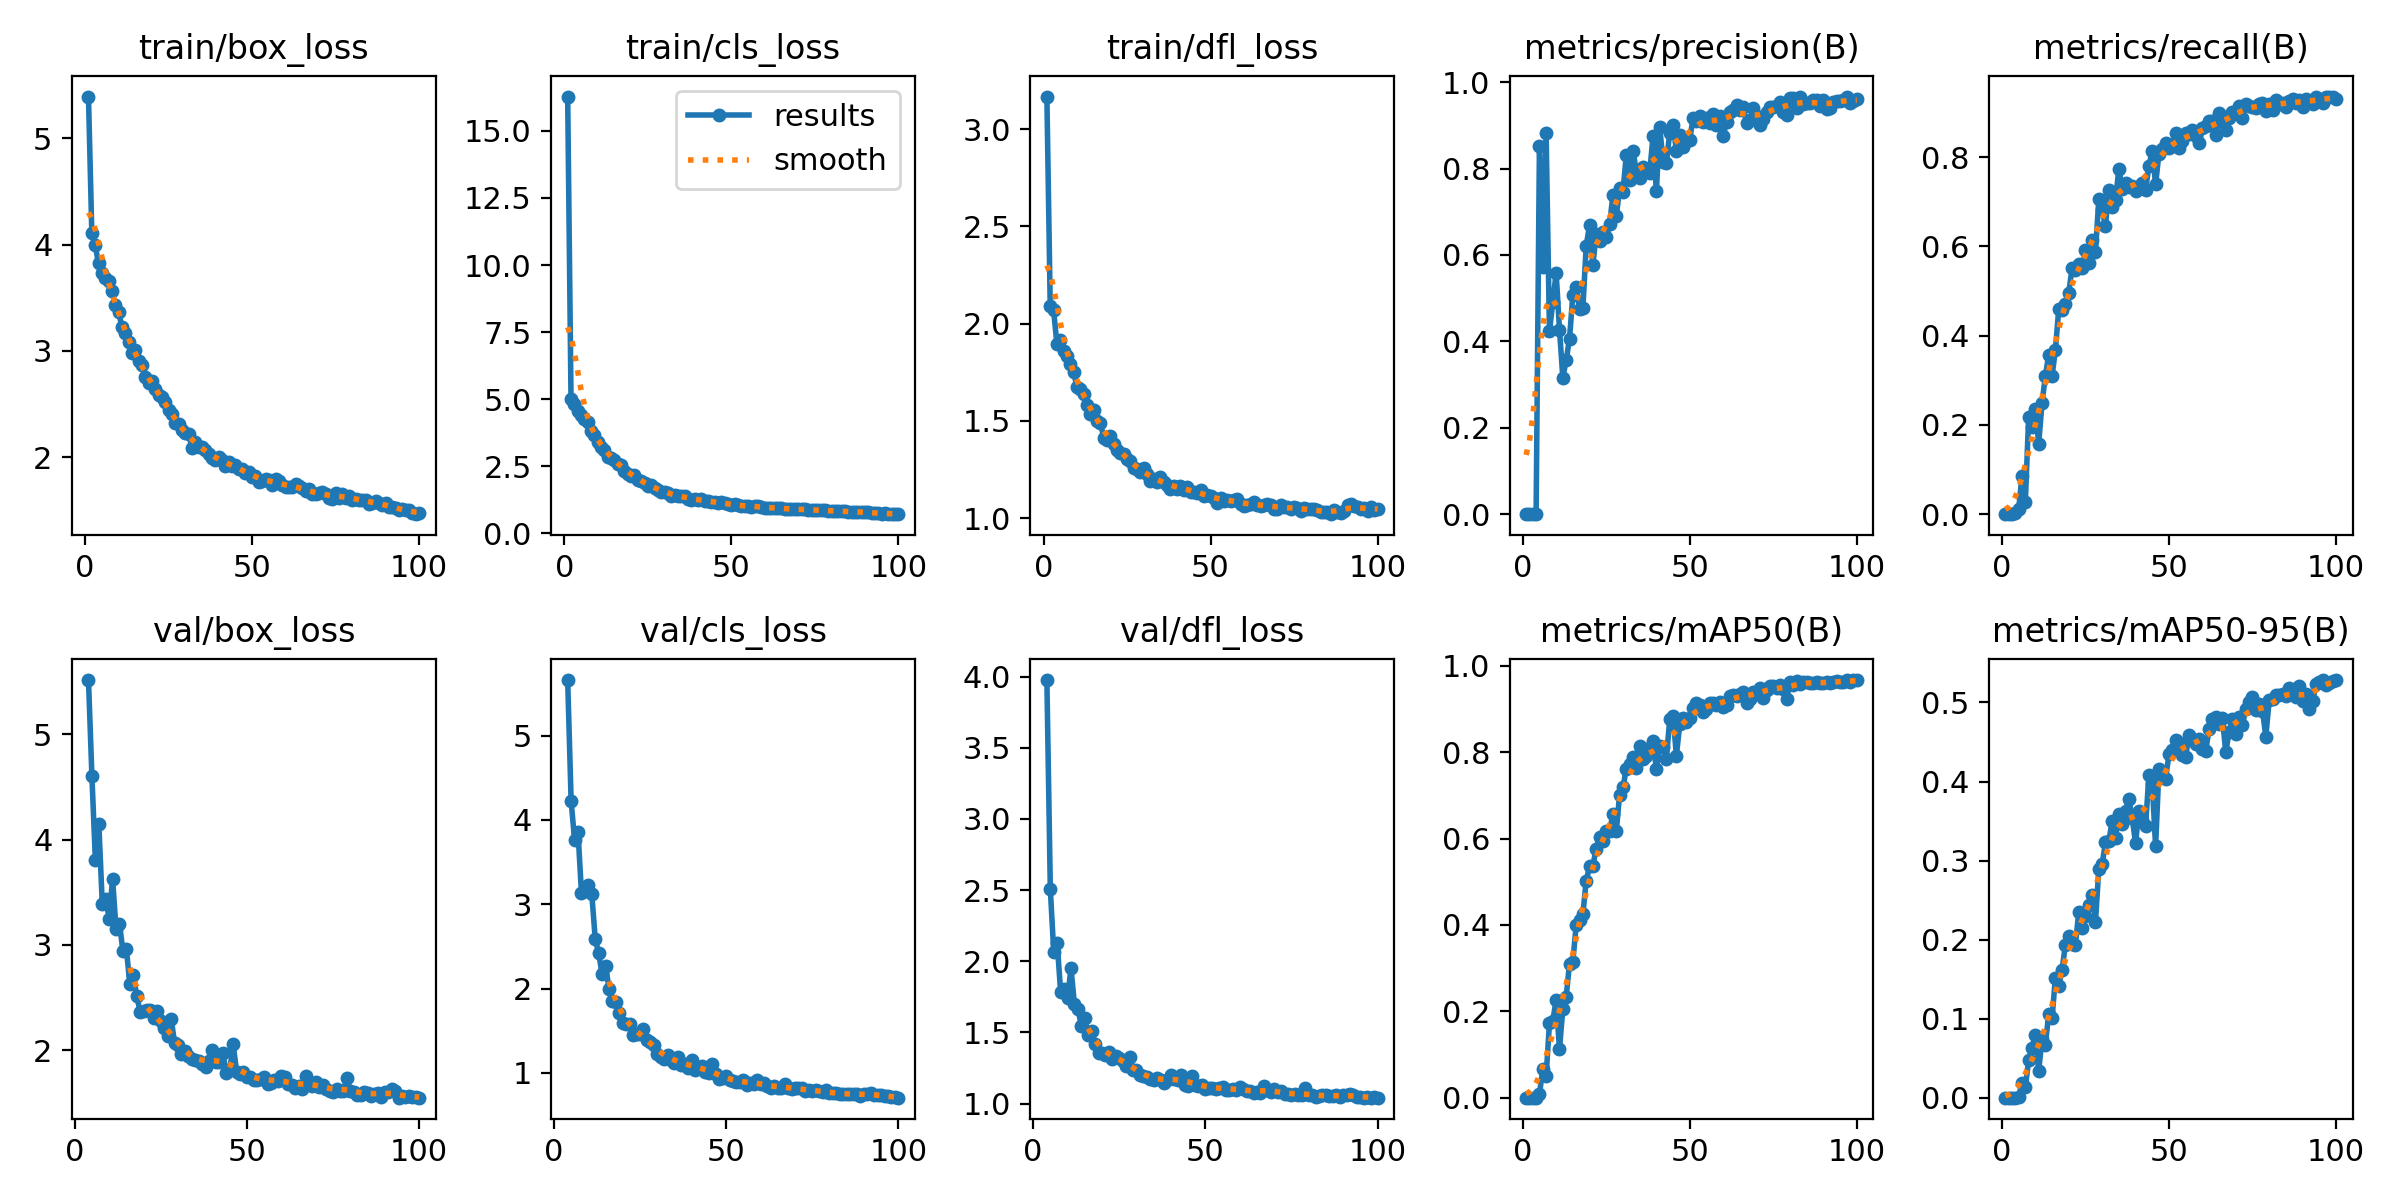 train/box_loss
5
4
3
2
0 50 100
train/cls_loss
results
smooth
15.0
12.5
10.0
7.5
5.0
2.5
0.0
0 50 100
train/dfl_loss
3.0
2.5
2.0
1.5
1.0
0 50 100
metrics/precision(B)
1.0
0.8
0.6
0.4
0.2
0.0
0 50 100
metrics/recall(B)
0.8
0.6
0.4
0.2
0.0
0 50 100
val/box_loss
5
4
3
2
0 50 100
val/cls_loss
5
4
3
2
1
0 50 100
val/dfl_loss
4.0
3.5
3.0
2.5
2.0
1.5
1.0
0 50 100
metrics/mAP50(B)
1.0
0.8
0.6
0.4
0.2
0.0
0 50 100
metrics/mAP50-95(B)
0.5
0.4
0.3
0.2
0.1
0.0
0 50 100